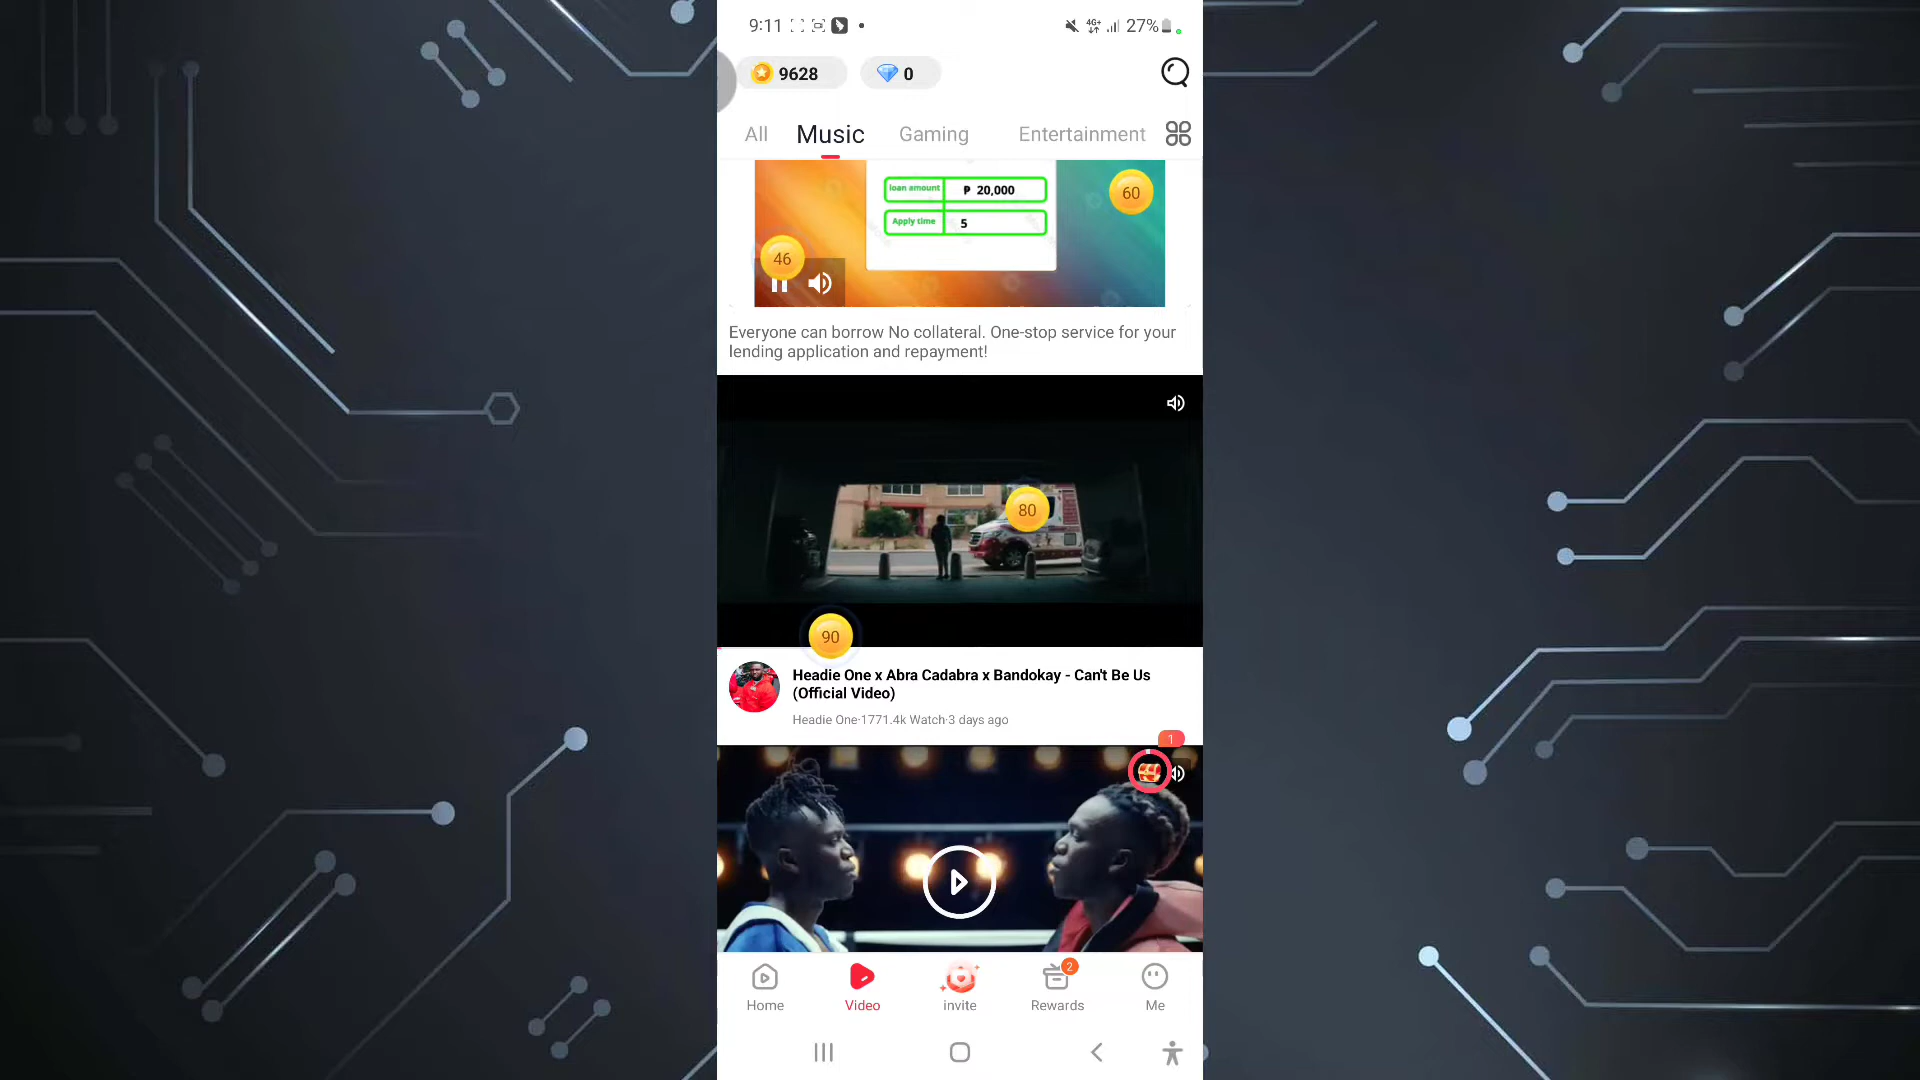 9:11
4G+ 27%
9628 0
All Music Gaming Entertainment
loan amount ₱ 20,000
60
Apply time 5
46
Everyone can borrow No collateral. One-stop service for your
lending application and repayment!
80
90
Headie One x Abra Cadabra x Bandokay - Can't Be Us
(Official Video)
Headie One·1771.4k Watch·3 days ago
1
2
Home Video invite Rewards Me